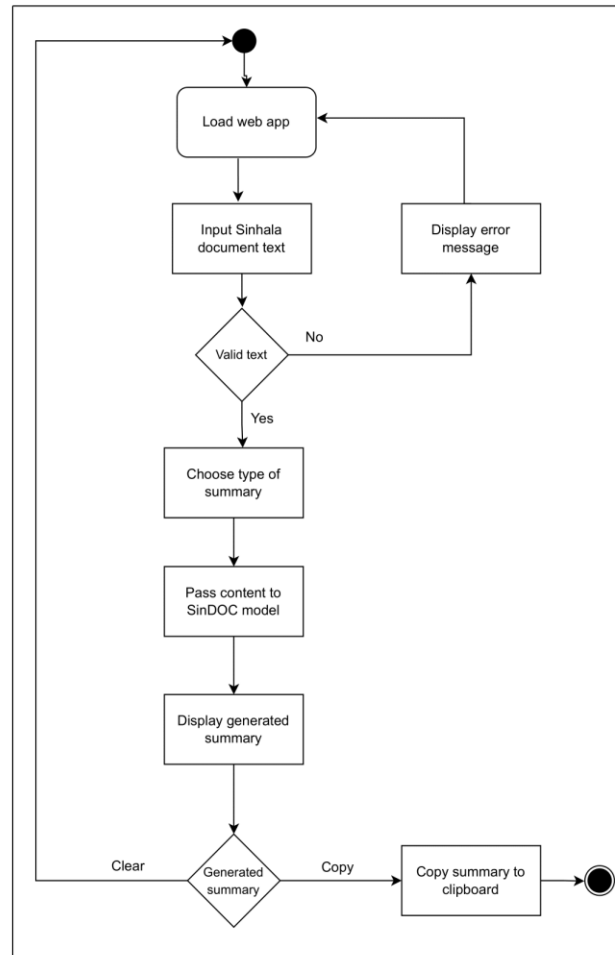 Load web app
Input Sinhala
document text
Display error
message
Valid text
No
Yes
Choose type of
summary
Pass content to
SinDOC model
Display generated
summary
Clear
Generated
summary
Copy
Copy summary to
clipboard